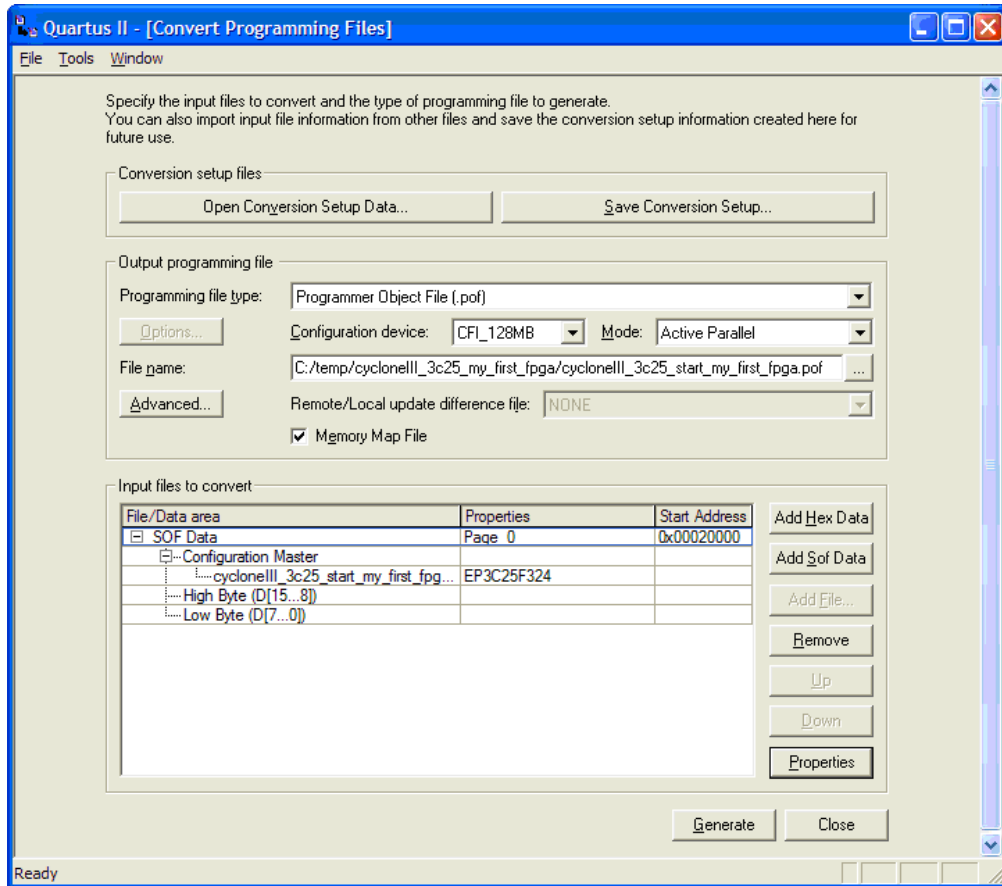 Quartus II - [Convert Programming Files]
File Tools Window
Specify the input files to convert and the type of programming file to generate.
You can also import input file information from other files and save the conversion setup information created here for
future use.
Conversion setup files
Open Conversion Setup Data...
Save Conversion Setup...
Output programming file
Programming file type: Programmer Object File (.pof)
Options... Configuration device: CFI_128MB Mode: Active Parallel
File name: C:/temp/cycloneIII_3c25_my_first_fpga/cycloneIII_3c25_start_my_first_fpga.pof ...
Advanced... Remote/Local update difference file: NONE
Memory Map File
Input files to convert
File/Data area Properties Start Address
SOF Data Page_0 0x00020000
Configuration Master
cycloneIII_3c25_start_my_first_fpg... EP3C25F324
High Byte (D[15...8])
Low Byte (D[7...0])
Add Hex Data
Add Sof Data
Add File...
Remove
Up
Down
Properties
Generate Close
Ready